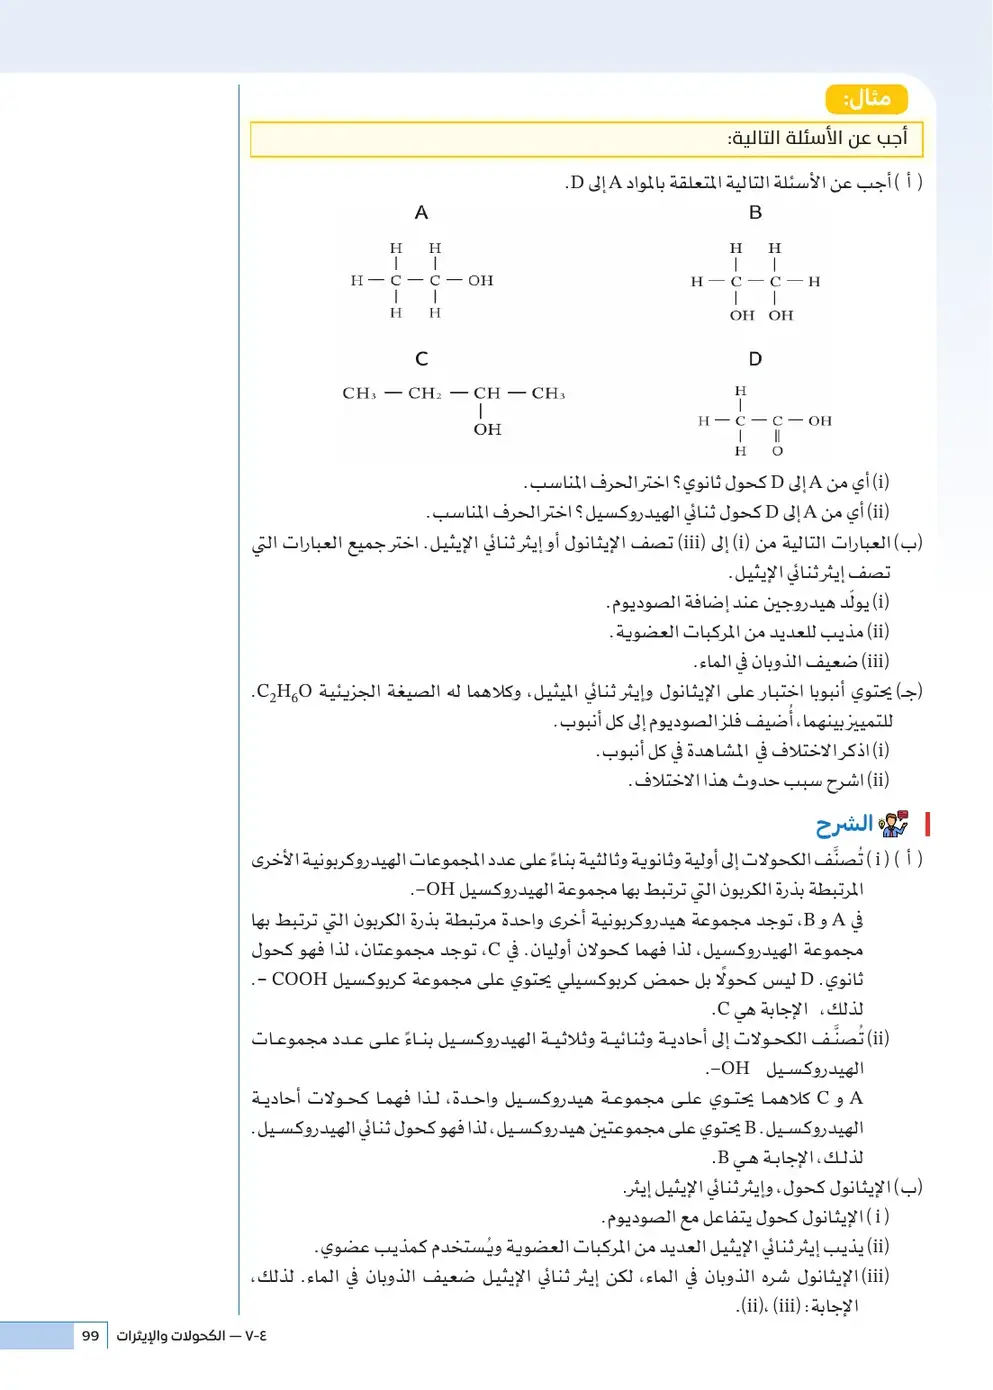 مثال:
أجب عن الأسئلة التالية:
( أ ) أجب عن الأسئلة التالية المتعلقة بالمواد A إلى D.
A B
H H H H
H — C — C — OH H — C — C — H
H H OH OH
C D
CH₃ — CH₂ — CH — CH₃
OH
H
H — C — C — OH
H O
(i) أي من A إلى D كحول ثانوي؟ اختر الحرف المناسب.
(ii) أي من A إلى D كحول ثنائي الهيدروكسيل؟ اختر الحرف المناسب.
(ب) العبارات التالية من (i) إلى (iii) تصف الإيثانول أو إيثر ثنائي الإيثيل. اختر جميع العبارات التي
تصف إيثر ثنائي الإيثيل.
(i) يولّد هيدروجين عند إضافة الصوديوم.
(ii) مذيب للعديد من المركبات العضوية.
(iii) ضعيف الذوبان في الماء.
(جـ) يحتوي أنبوبا اختبار على الإيثانول وإيثر ثنائي الميثيل، وكلاهما له الصيغة الجزيئية C₂H₆O.
للتمييز بينهما، أُضيف فلز الصوديوم إلى كل أنبوب.
(i) اذكر الاختلاف في المشاهدة في كل أنبوب.
(ii) اشرح سبب حدوث هذا الاختلاف.
الشرح
( أ ) ( i ) تُصنَّف الكحولات إلى أولية وثانوية وثالثية بناءً على عدد المجموعات الهيدروكربونية الأخرى
المرتبطة بذرة الكربون التي ترتبط بها مجموعة الهيدروكسيل OH–.
في A و B، توجد مجموعة هيدروكربونية أخرى واحدة مرتبطة بذرة الكربون التي ترتبط بها
مجموعة الهيدروكسيل، لذا فهما كحولان أوليان. في C، توجد مجموعتان، لذا فهو كحول
ثانوي. D ليس كحولًا بل حمض كربوكسيلي يحتوي على مجموعة كربوكسيل COOH –.
لذلك، الإجابة هي C.
(ii) تُصنَّف الكحولات إلى أحادية وثنائية وثلاثية الهيدروكسيل بناءً على عدد مجموعات
الهيدروكسيل OH–.
A و C كلاهما يحتوي على مجموعة هيدروكسيل واحدة، لذا فهما كحولات أحادية
الهيدروكسيل. B يحتوي على مجموعتين هيدروكسيل، لذا فهو كحول ثنائي الهيدروكسيل.
لذلك، الإجابة هي B.
(ب) الإيثانول كحول، وإيثر ثنائي الإيثيل إيثر.
( i ) الإيثانول كحول يتفاعل مع الصوديوم.
(ii) يذيب إيثر ثنائي الإيثيل العديد من المركبات العضوية ويُستخدم كمذيب عضوي.
(iii) الإيثانول شره الذوبان في الماء، لكن إيثر ثنائي الإيثيل ضعيف الذوبان في الماء. لذلك،
الإجابة: (iii) ،(ii).
٧-٤ — الكحولات والإيثرات 99